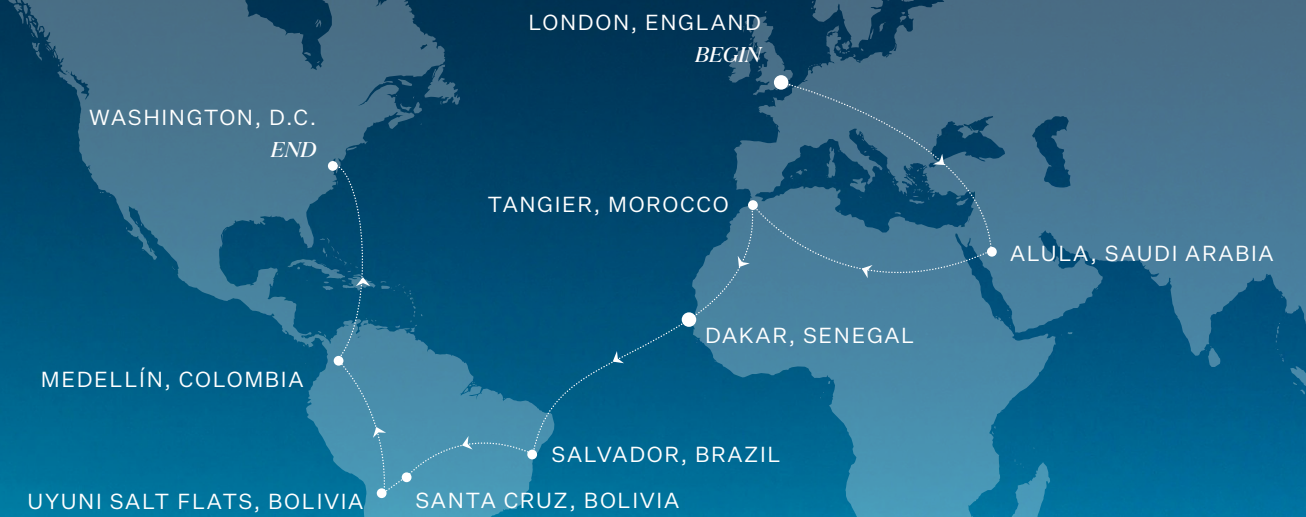 LONDON, ENGLAND
BEGIN
WASHINGTON, D.C.
END
TANGIER, MOROCCO
ALULA, SAUDI ARABIA
DAKAR, SENEGAL
MEDELLÍN, COLOMBIA
SALVADOR, BRAZIL
UYUNI SALT FLATS, BOLIVIA
SANTA CRUZ, BOLIVIA